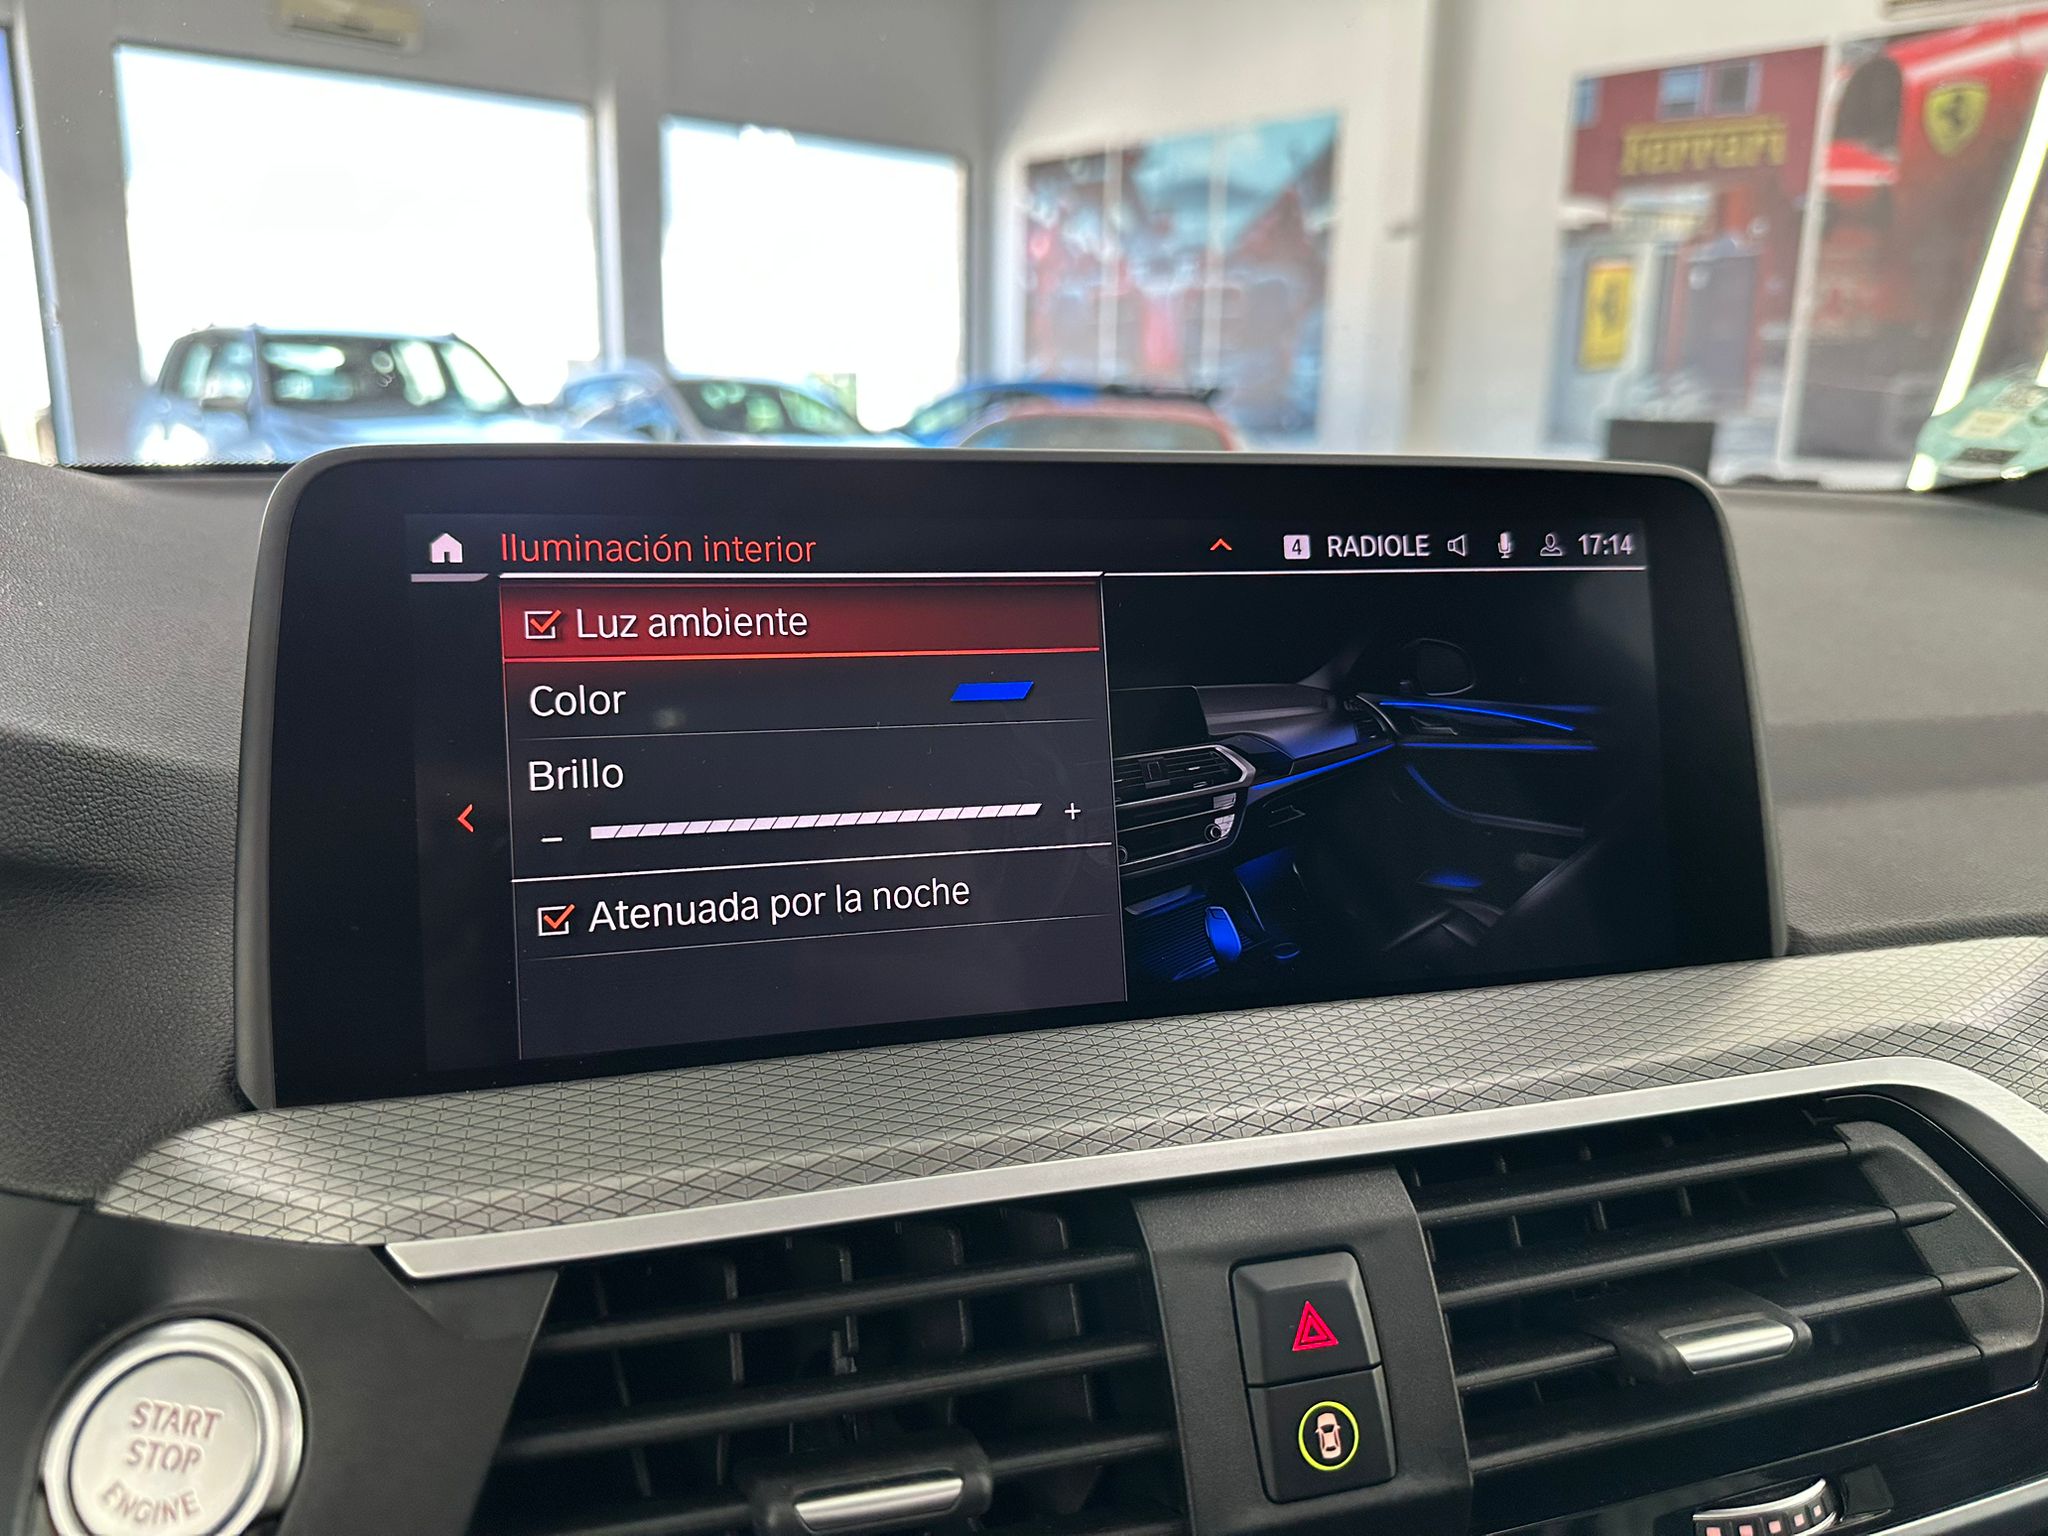 Iluminación interior
4 RADIOLE 17:14
Luz ambiente
Color
Brillo
- +
Atenuada por la noche
START
STOP
ENGINE
Ferrari